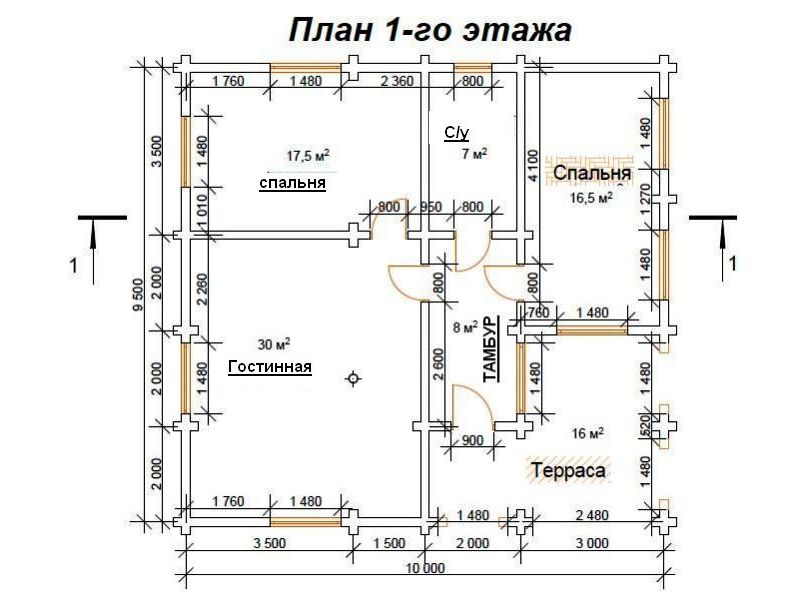 План 1-го этажа
1 760 1 480 2 360 800
3 500
1 480
1 010
17,5 м²
спальня
С/у
7 м²
4 100
1 480
Спальня
16,5 м²
1 270
1 480
800 950 800
1
1
9 500
2 000
2 260
800
800
760 1 480
8 м²
ТАМБУР
30 м²
Гостинная
2 000
1 480
2 600
1 480
1 480
900
16 м²
520
Терраса
1 480
2 000
1 760 1 480
1 480
2 480
3 500 1 500 2 000 3 000
10 000